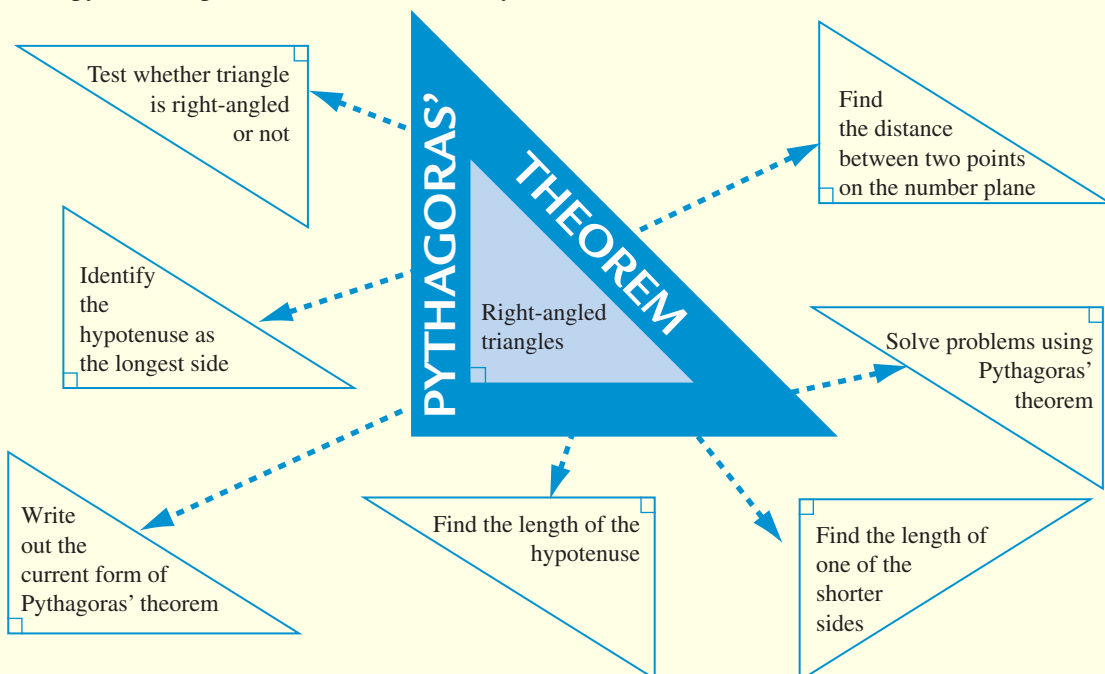 Test whether triangle
is right-angled
or not
PYTHAGORAS'
THEOREM
Find
the distance
between two points
on the number plane
Identify
the
hypotenuse as
the longest side
Right-angled
triangles
Solve problems using
Pythagoras'
theorem
Write
out the
current form of
Pythagoras' theorem
Find the length of the
hypotenuse
Find the length of
one of the
shorter
sides